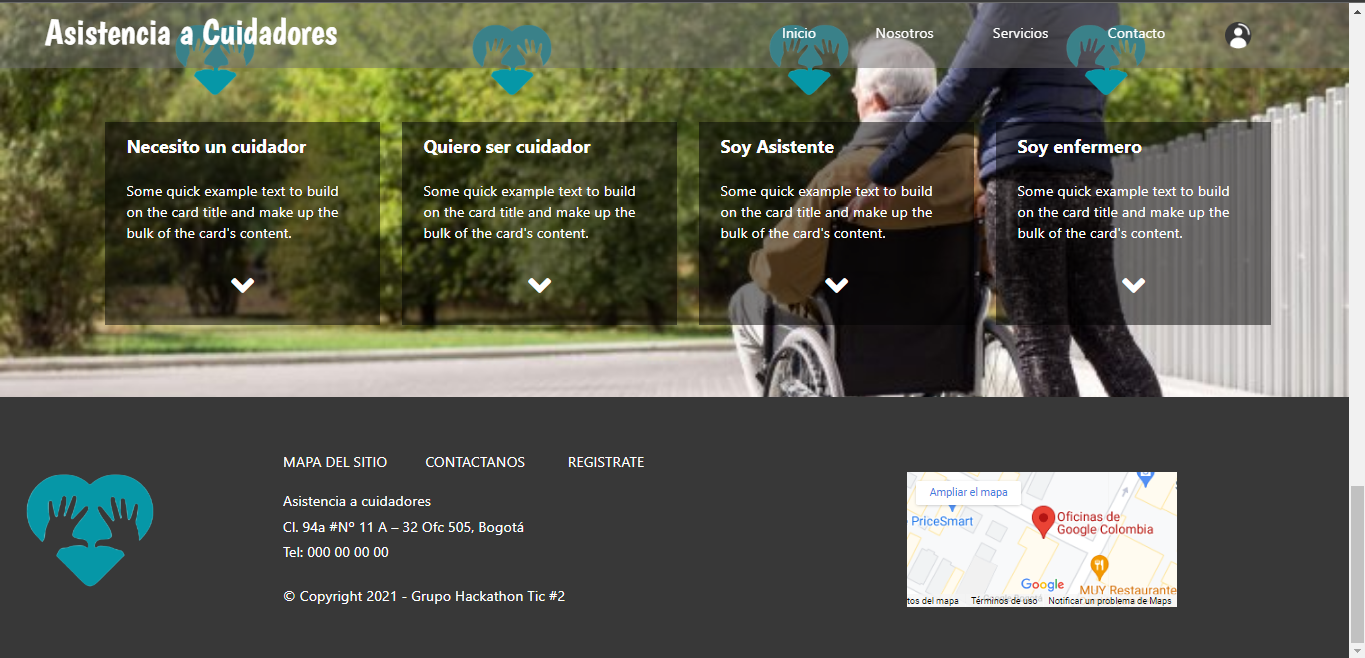 Asistencia a Cuidadores
Inicio
Nosotros
Servicios
Contacto
Necesito un cuidador
Some quick example text to build
on the card title and make up the
bulk of the card's content.
Quiero ser cuidador
Some quick example text to build
on the card title and make up the
bulk of the card's content.
Soy Asistente
Some quick example text to build
on the card title and make up the
bulk of the card's content.
Soy enfermero
Some quick example text to build
on the card title and make up the
bulk of the card's content.
MAPA DEL SITIO
CONTACTANOS
REGISTRATE
Asistencia a cuidadores
Cl. 94a #Nº 11 A – 32 Ofc 505, Bogotá
Tel: 000 00 00 00
© Copyright 2021 - Grupo Hackathon Tic #2
Ampliar el mapa
PriceSmart
Oficinas de
Google Colombia
Google
MUY Restaurante
tos del mapa
Términos de uso
Notificar un problema de Maps